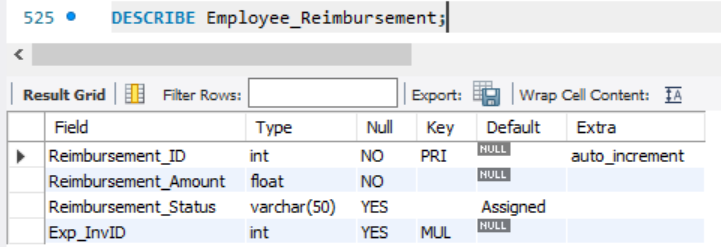 525 DESCRIBE Employee_Reimbursement;
Result Grid Filter Rows: Export: Wrap Cell Content: IA
Field Type Null Key Default Extra
Reimbursement_ID int NO PRI NULL auto_increment
Reimbursement_Amount float NO NULL
Reimbursement_Status varchar(50) YES Assigned
Exp_InvID int YES MUL NULL